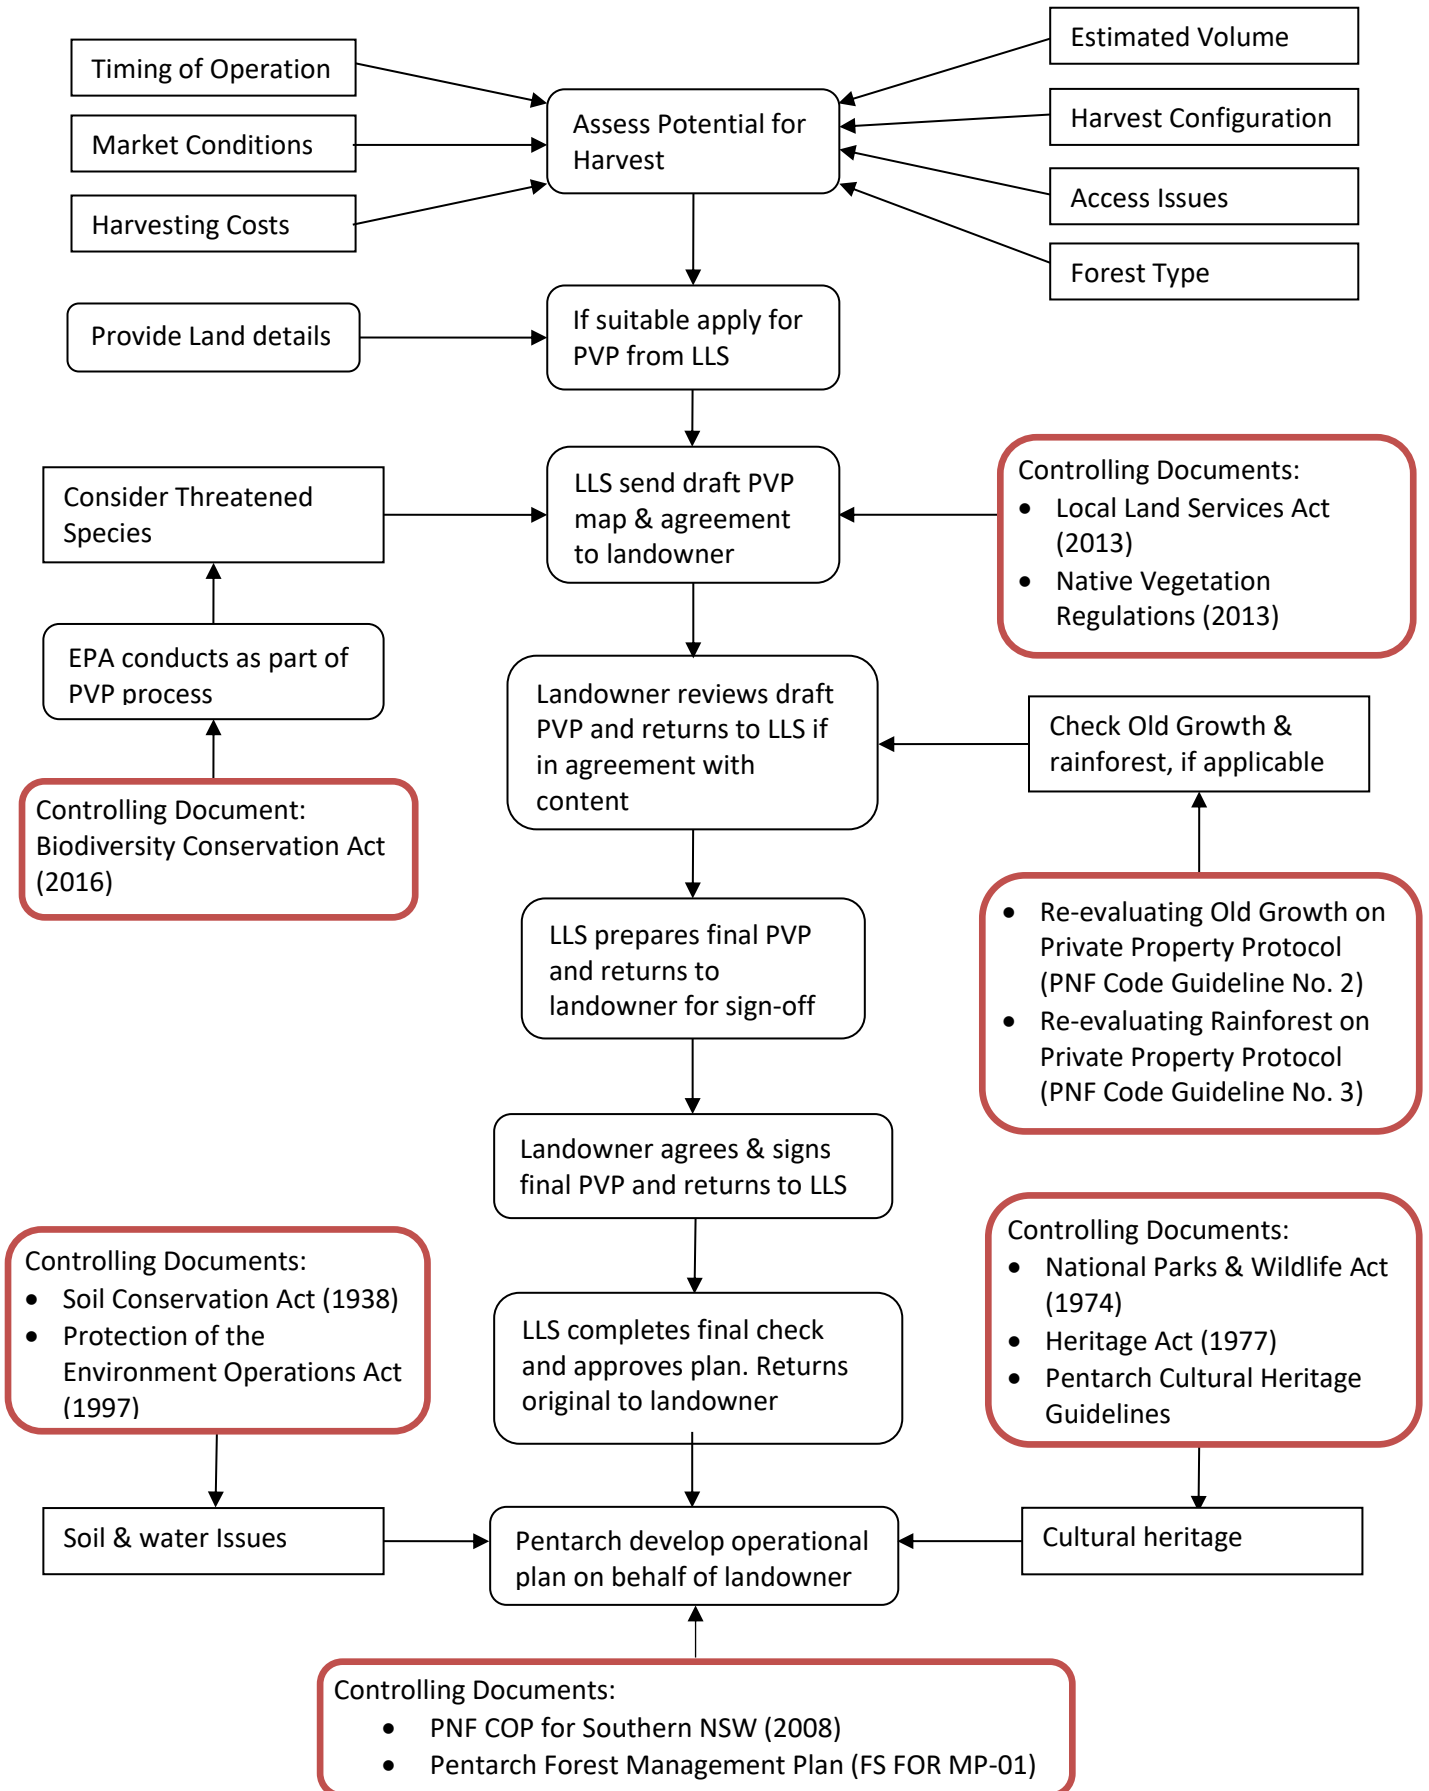 Timing of Operation
Market Conditions
Harvesting Costs
Assess Potential for
Harvest
Estimated Volume
Harvest Configuration
Access Issues
Forest Type
Provide Land details
If suitable apply for
PVP from LLS
Consider Threatened
Species
LLS send draft PVP
map & agreement
to landowner
Controlling Documents:
• Local Land Services Act
(2013)
• Native Vegetation
Regulations (2013)
EPA conducts as part of
PVP process
Controlling Document:
Biodiversity Conservation Act
(2016)
Landowner reviews draft
PVP and returns to LLS if
in agreement with
content
Check Old Growth &
rainforest, if applicable
• Re-evaluating Old Growth on
Private Property Protocol
(PNF Code Guideline No. 2)
• Re-evaluating Rainforest on
Private Property Protocol
(PNF Code Guideline No. 3)
LLS prepares final PVP
and returns to
landowner for sign-off
Landowner agrees & signs
final PVP and returns to LLS
Controlling Documents:
• Soil Conservation Act (1938)
• Protection of the
Environment Operations Act
(1997)
LLS completes final check
and approves plan. Returns
original to landowner
Controlling Documents:
• National Parks & Wildlife Act
(1974)
• Heritage Act (1977)
• Pentarch Cultural Heritage
Guidelines
Soil & water Issues
Pentarch develop operational
plan on behalf of landowner
Cultural heritage
Controlling Documents:
• PNF COP for Southern NSW (2008)
• Pentarch Forest Management Plan (FS FOR MP-01)